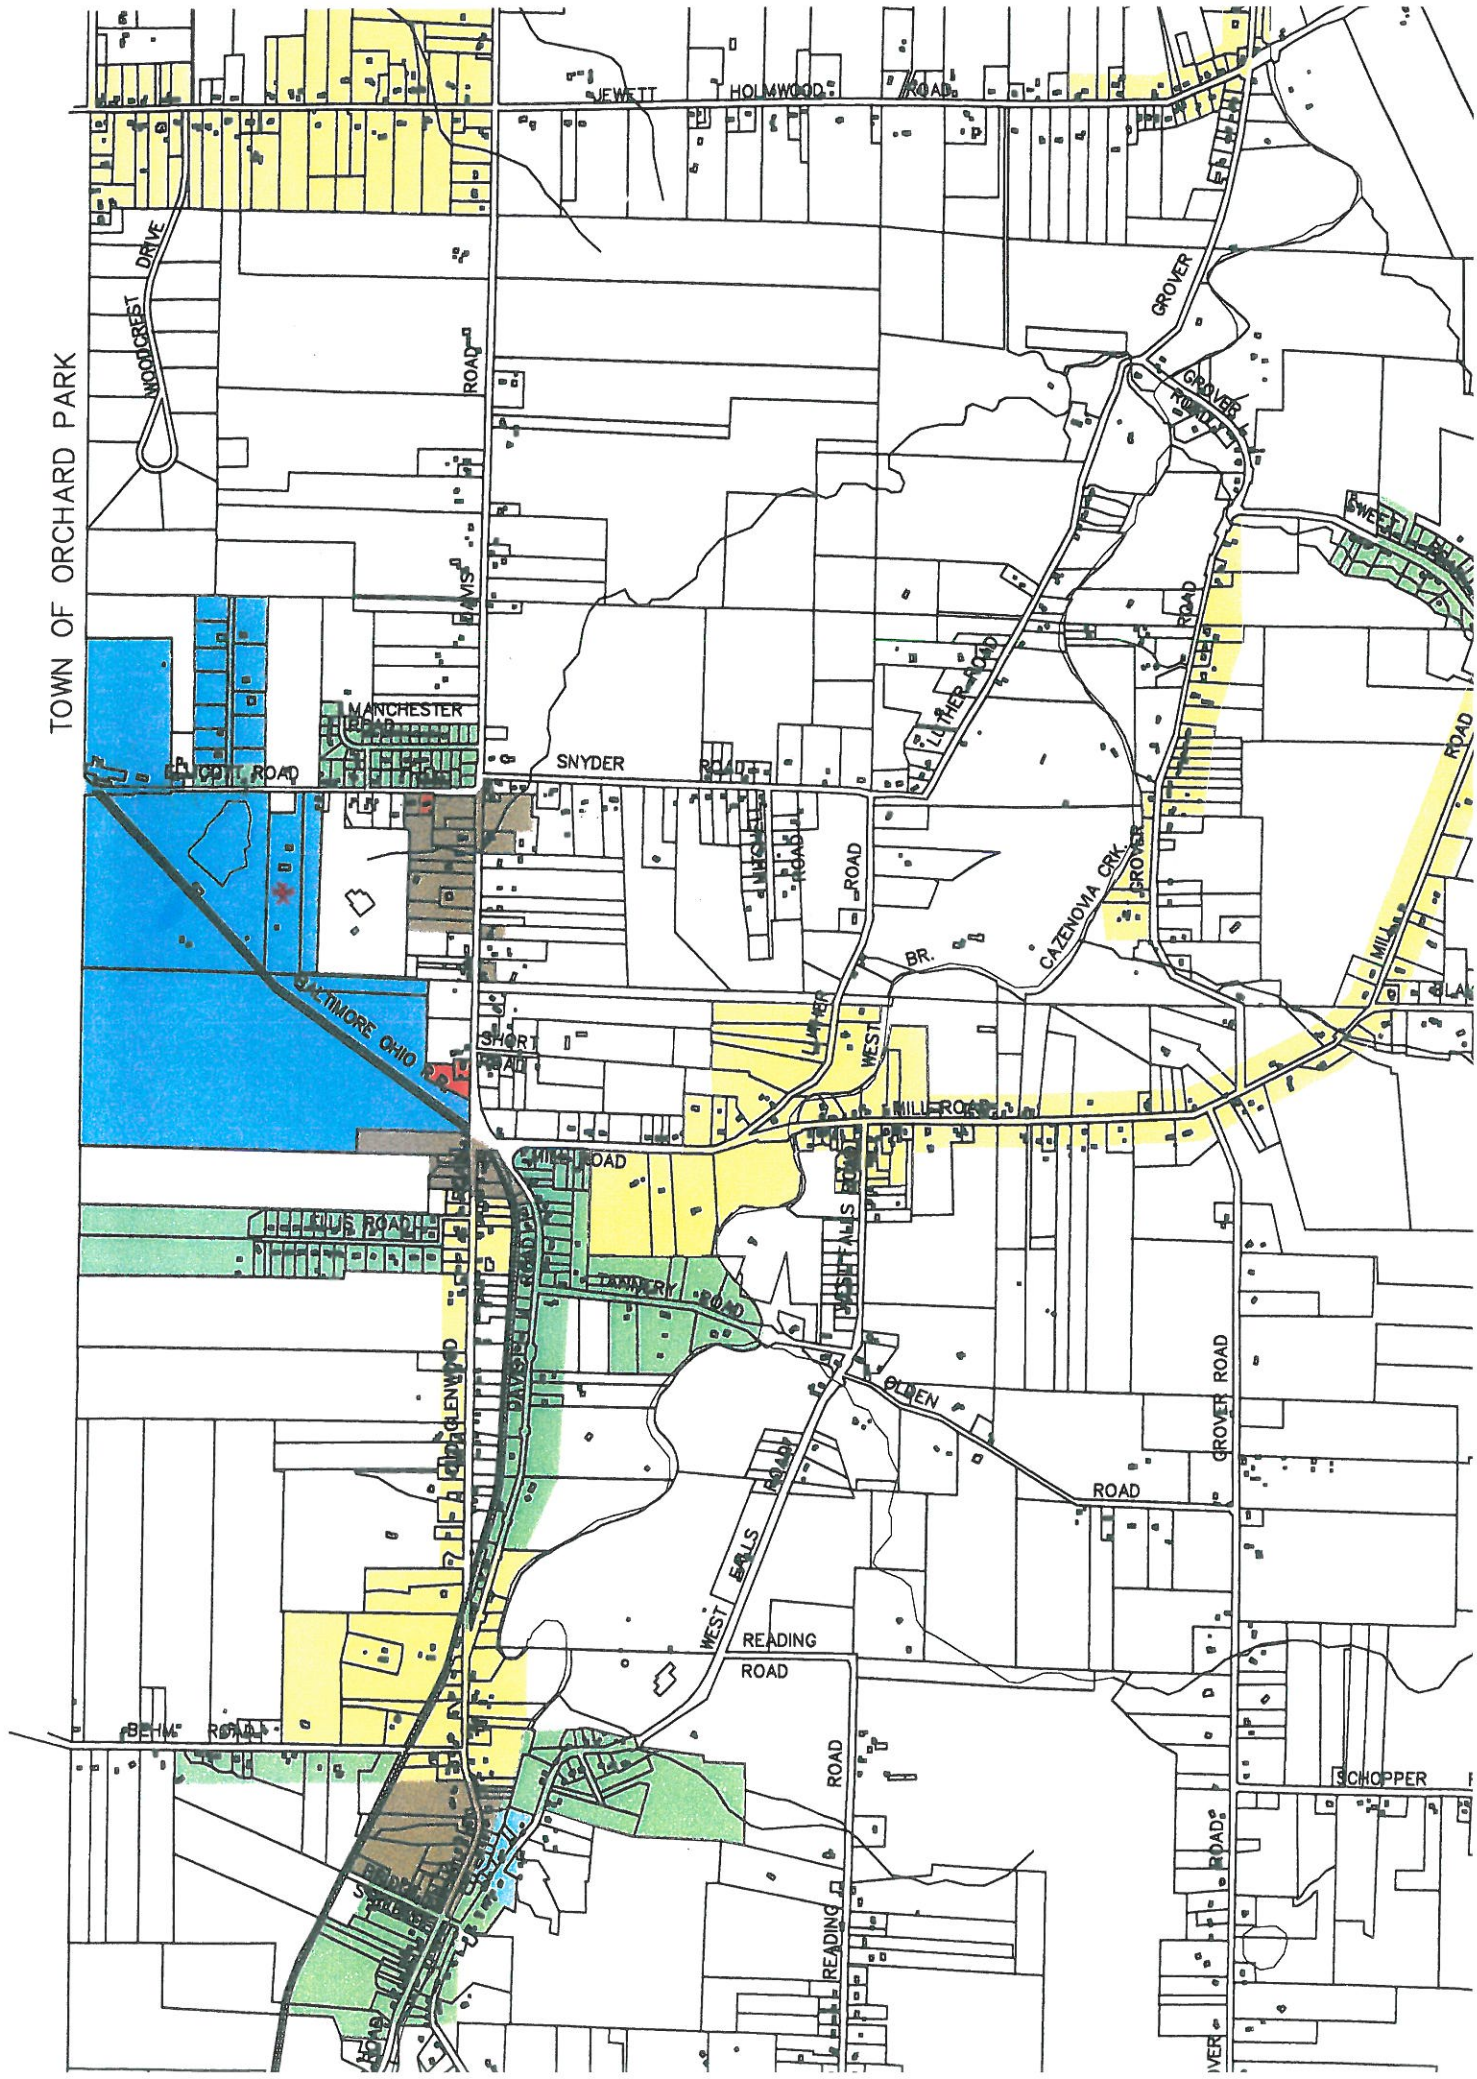 JEWETT HOLMWOOD ROAD
WOODCREST DRIVE
GROVER
TOWN OF ORCHARD PARK
ROAD
GROVER
ROAD
SWEET
DAVIS
ROAD
MANCHESTER
ROAD
LUTHER ROAD
ROAD
SNYDER ROAD
ROAD
MITCHELL
ROAD
ROAD
GROVER
CAZENOVIA CRK.
BR.
MILL
BALTIMORE OHIO R.R.
SHORT
ROAD
LUTHER
WEST
MILL ROAD
MILL ROAD
ELLIS ROAD
ROAD
WEST FALLS ROAD
TANNERY ROAD
DAVIS
OLD GLENWOOD
OLDEN
GROVER ROAD
ROAD
ROAD
FALLS
WEST
READING
ROAD
BEHM ROAD
ROAD
SCHOPPER
ROAD
READING
ROAD